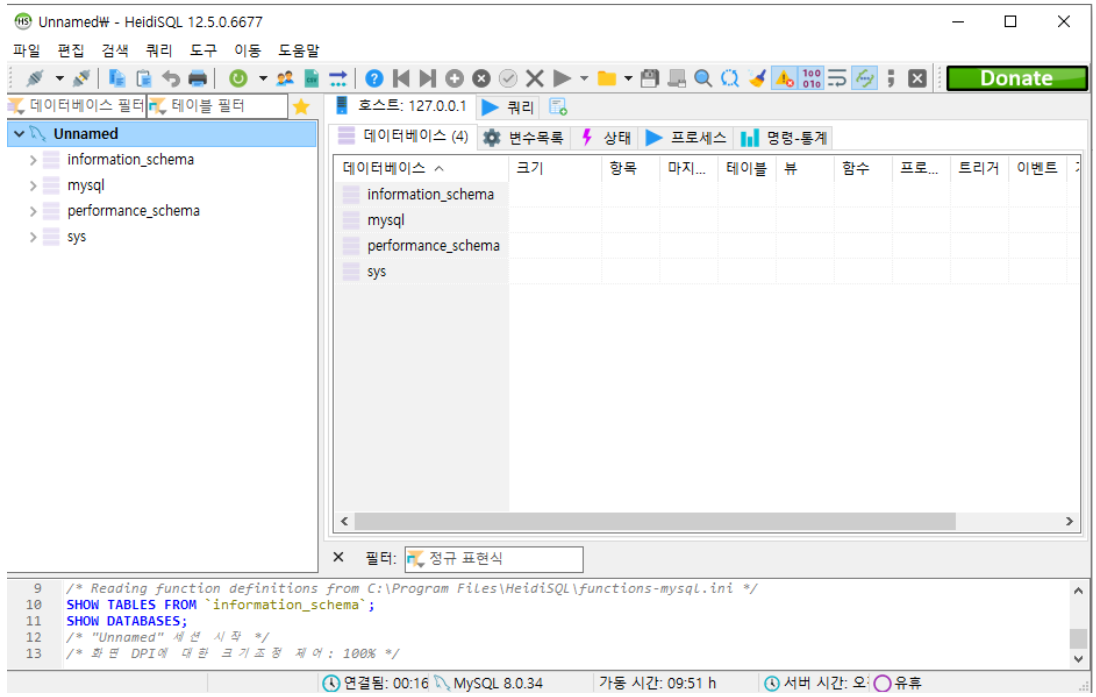 Unnamed₩ - HeidiSQL 12.5.0.6677
파일 편집 검색 쿼리 도구 이동 도움말
Donate
데이터베이스 필터 테이블 필터
호스트: 127.0.0.1 쿼리
Unnamed
information_schema
mysql
performance_schema
sys
데이터베이스 (4) 변수목록 상태 프로세스 명령-통계
데이터베이스 크기 항목 마지... 테이블 뷰 함수 프로... 트리거 이벤트
information_schema
mysql
performance_schema
sys
필터: 정규 표현식
9 /* Reading function definitions from C:\Program Files\HeidiSQL\functions-mysql.ini */
10 SHOW TABLES FROM `information_schema`;
11 SHOW DATABASES;
12 /* "Unnamed" 세션 시작 */
13 /* 화면 DPI에 대한 크기조정 제어: 100% */
연결됨: 00:16 MySQL 8.0.34 가동 시간: 09:51 h 서버 시간: 오 유휴